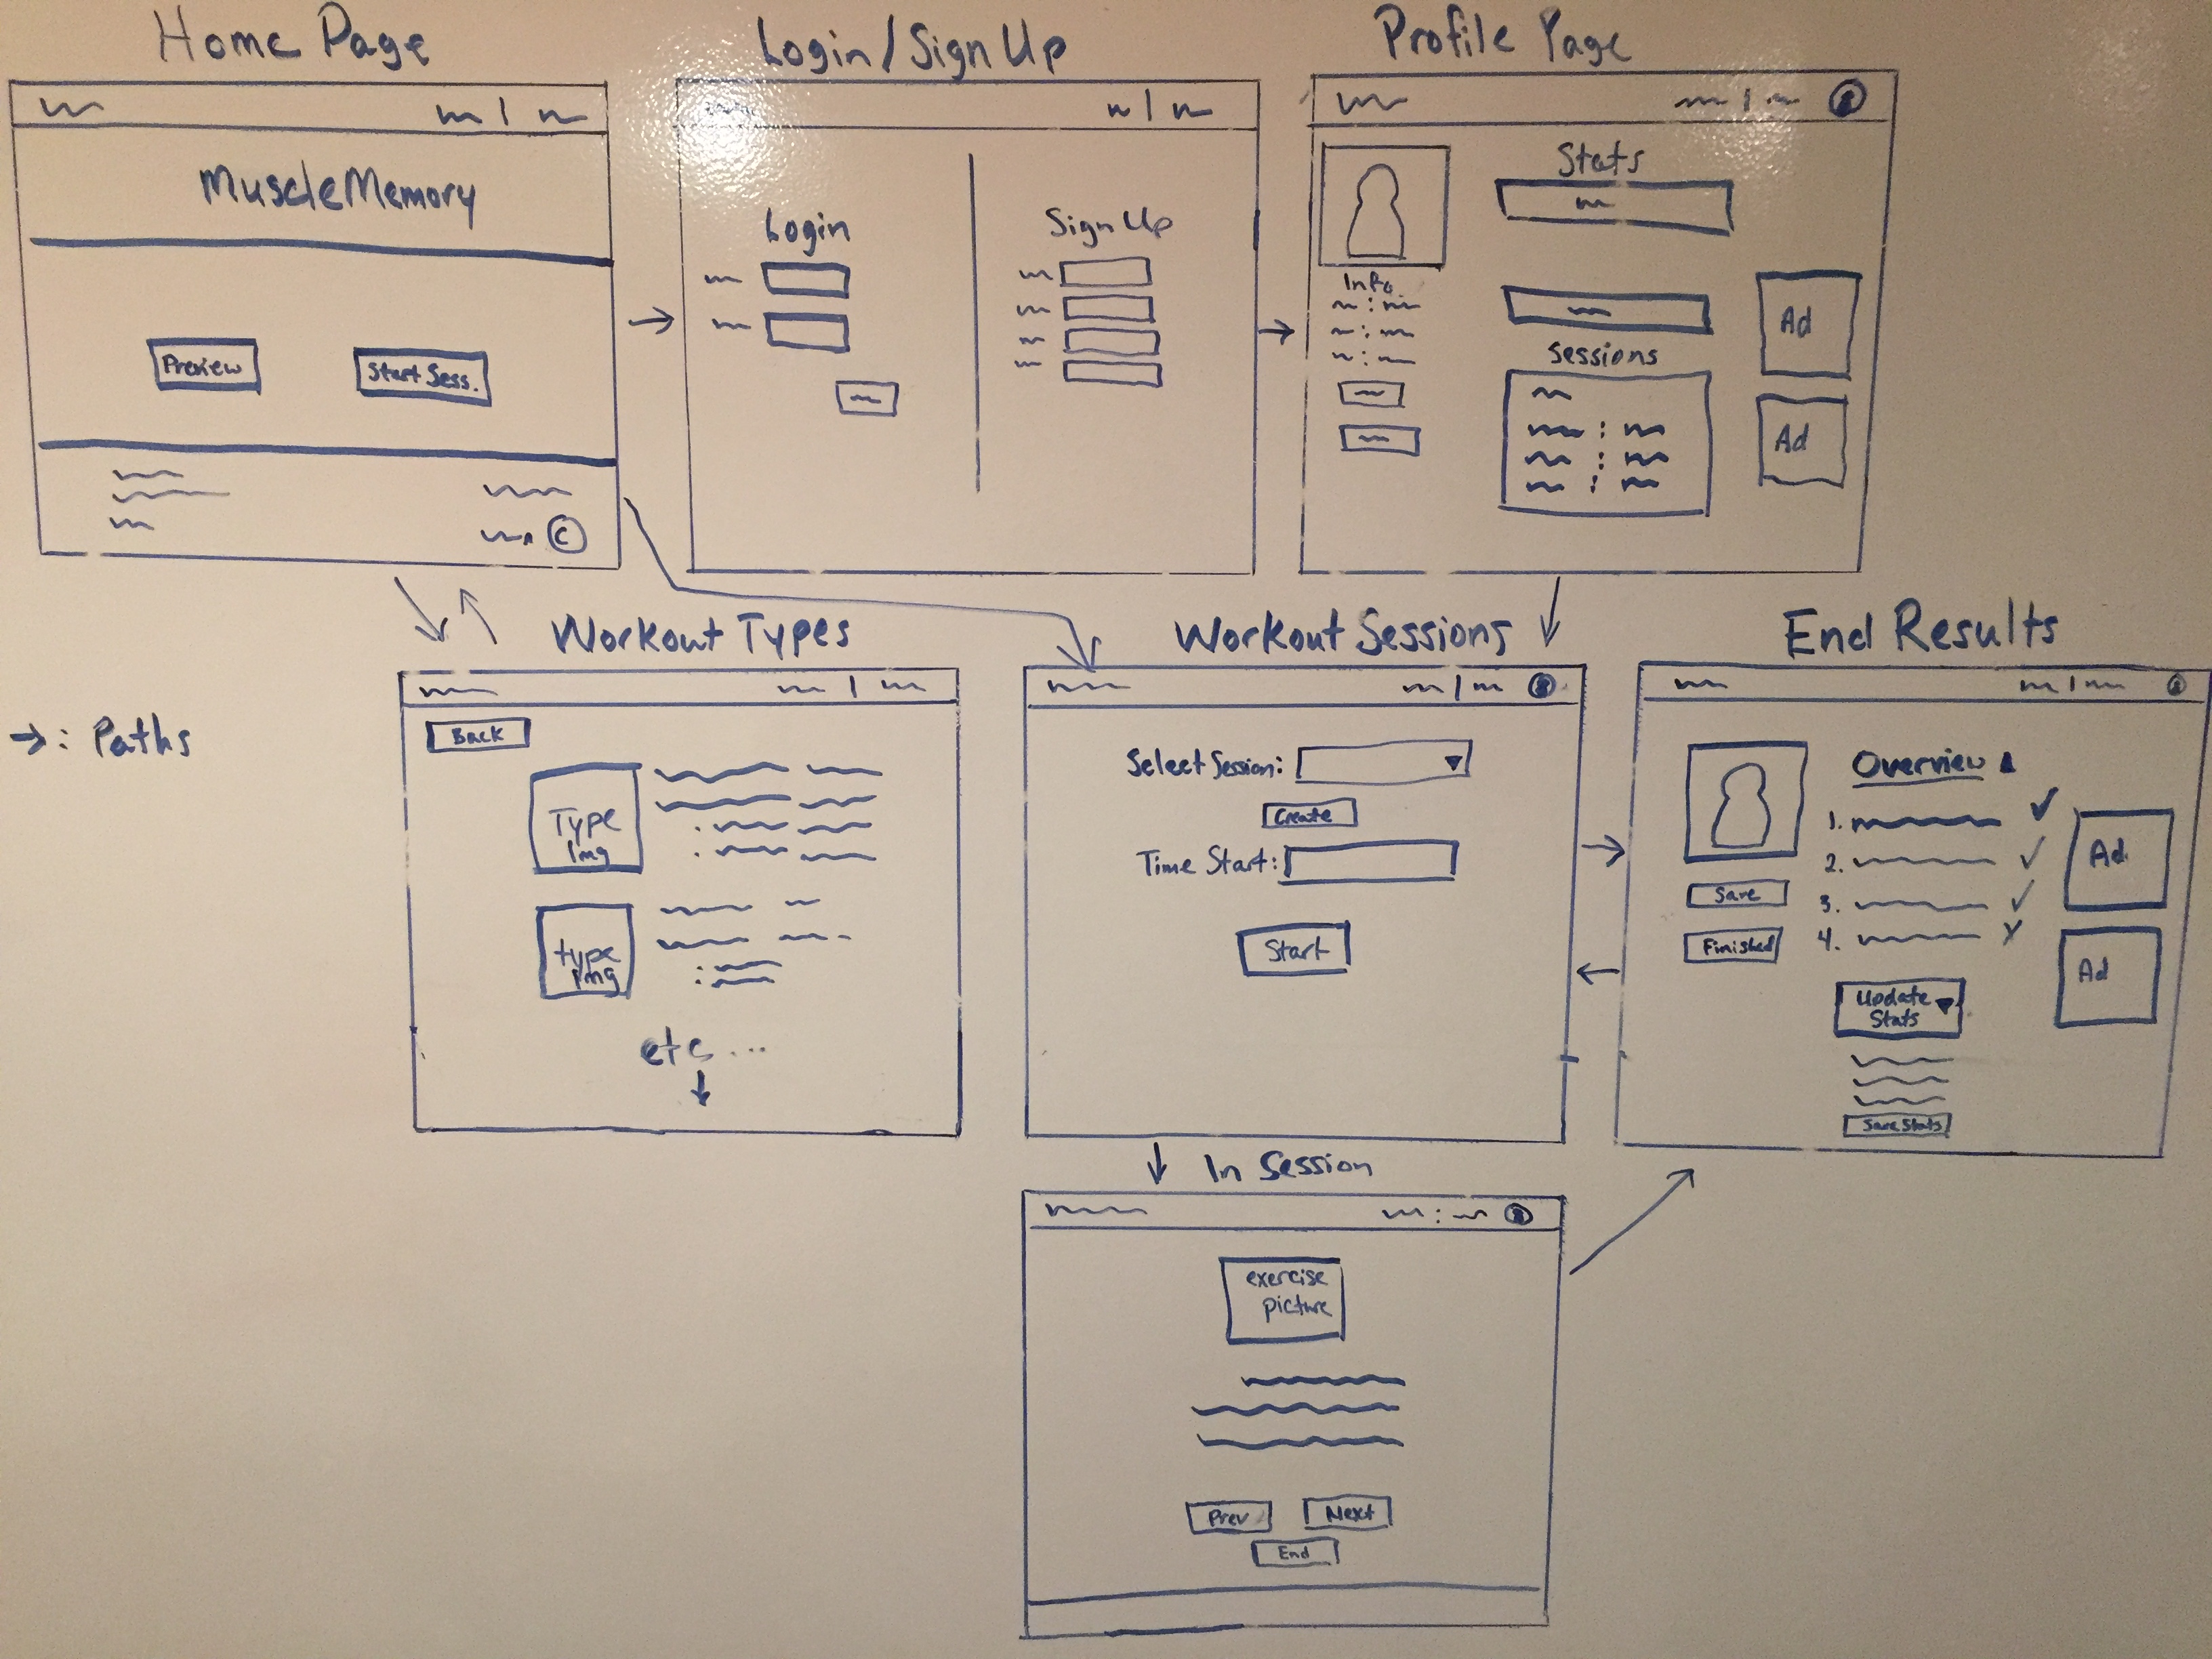 Home Page
MuscleMemory
Preview
Start Sess.
Login/Sign Up
Login
Sign Up
Profile Page
Stats
Info
Sessions
Ad
Ad
→: Paths
Workout Types
Back
Type
Img
type
Img
etc...
Workout Sessions
Select Session:
Create
Time Start:
Start
End Results
Overview
1.
2.
3.
4.
Save
Finished
Ad
Ad
Update
Stats
Save Stats
In Session
exercise
picture
Prev
Next
End